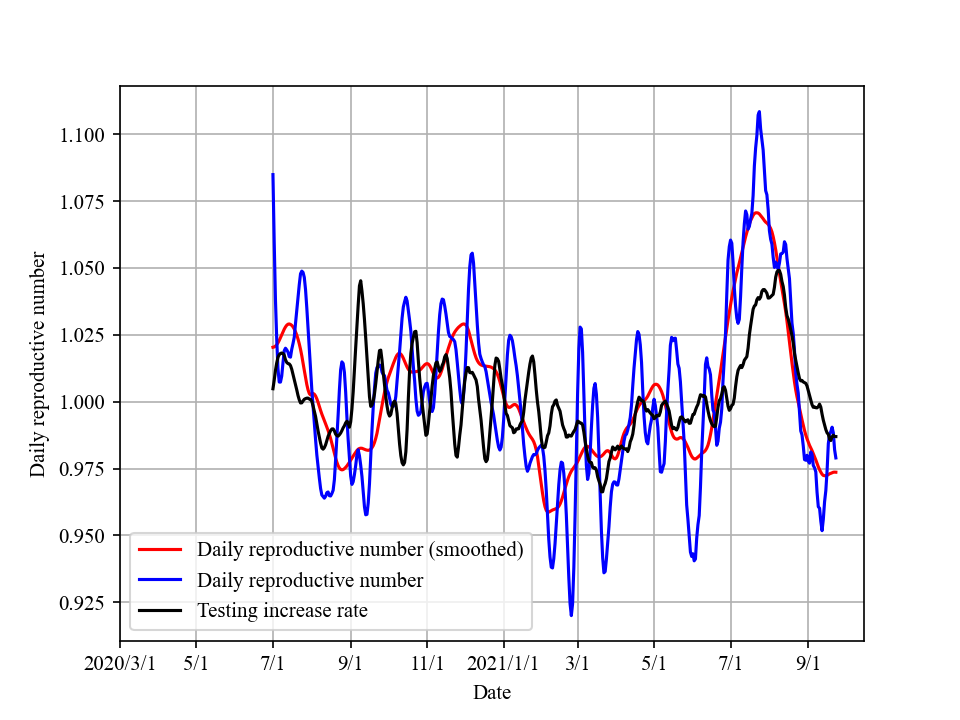 1.100
1.075
1.050
1.025
1.000
0.975
0.950
0.925
Daily reproductive number
Daily reproductive number (smoothed)
Daily reproductive number
Testing increase rate
2020/3/1 5/1 7/1 9/1 11/1 2021/1/1 3/1 5/1 7/1 9/1
Date